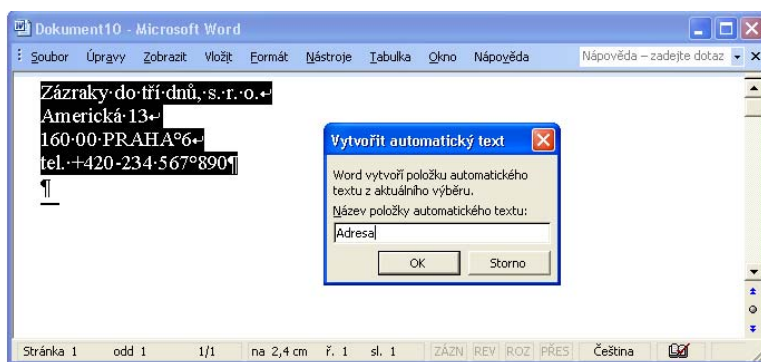 Dokument10 - Microsoft Word
Soubor Úpravy Zobrazit Vložit Formát Nástroje Tabulka Okno Nápověda Nápověda – zadejte dotaz
Zázraky·do·tří·dnů,·s.·r.·o.↵
Americká·13↵
160·00·PRAHA°6↵
tel.·+420-234·567°890¶
¶
Vytvořit automatický text
Word vytvoří položku automatického
textu z aktuálního výběru.
Název položky automatického textu:
Adresa
OK Storno
Stránka 1 odd 1 1/1 na 2,4 cm ř. 1 sl. 1 ZÁZN REV ROZ PŘES Čeština